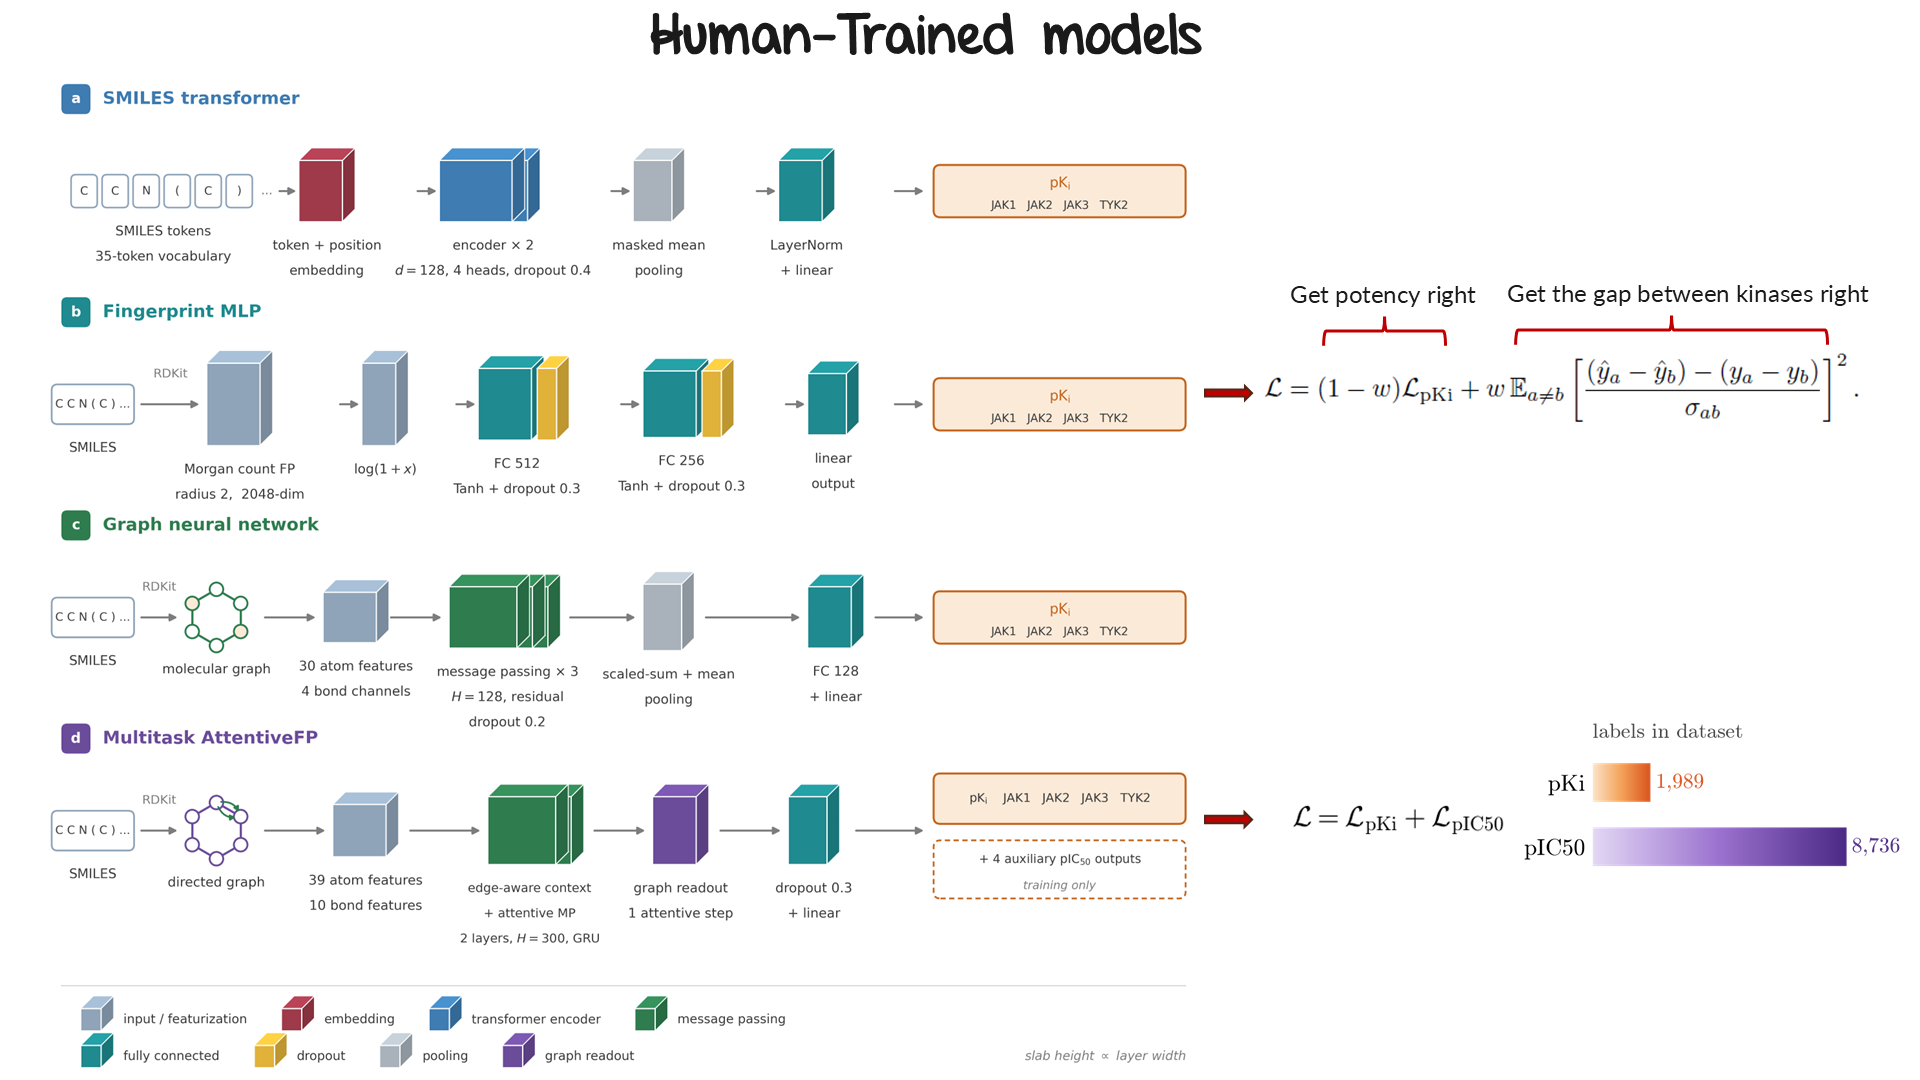 Human-Trained models
a SMILES transformer
C C N ( C ) ...
SMILES tokens
35-token vocabulary
token + position
embedding
encoder × 2
d = 128, 4 heads, dropout 0.4
masked mean
pooling
LayerNorm
+ linear
pKi
JAK1 JAK2 JAK3 TYK2
b Fingerprint MLP
C C N ( C ) ...
SMILES
RDKit
Morgan count FP
radius 2, 2048-dim
log(1 + x)
FC 512
Tanh + dropout 0.3
FC 256
Tanh + dropout 0.3
linear
output
pKi
JAK1 JAK2 JAK3 TYK2
Get potency right
Get the gap between kinases right
ℒ = (1 − w)ℒpKi + w 𝔼a≠b [ (ŷa − ŷb) − (ya − yb) / σab ]² .
c Graph neural network
C C N ( C ) ...
SMILES
RDKit
molecular graph
30 atom features
4 bond channels
message passing × 3
H = 128, residual
dropout 0.2
scaled-sum + mean
pooling
FC 128
+ linear
pKi
JAK1 JAK2 JAK3 TYK2
d Multitask AttentiveFP
C C N ( C ) ...
SMILES
RDKit
directed graph
39 atom features
10 bond features
edge-aware context
+ attentive MP
2 layers, H = 300, GRU
graph readout
1 attentive step
dropout 0.3
+ linear
pKi JAK1 JAK2 JAK3 TYK2
+ 4 auxiliary pIC50 outputs
training only
ℒ = ℒpKi + ℒpIC50
labels in dataset
pKi 1,989
pIC50 8,736
input / featurization
embedding
transformer encoder
message passing
fully connected
dropout
pooling
graph readout
slab height ∝ layer width